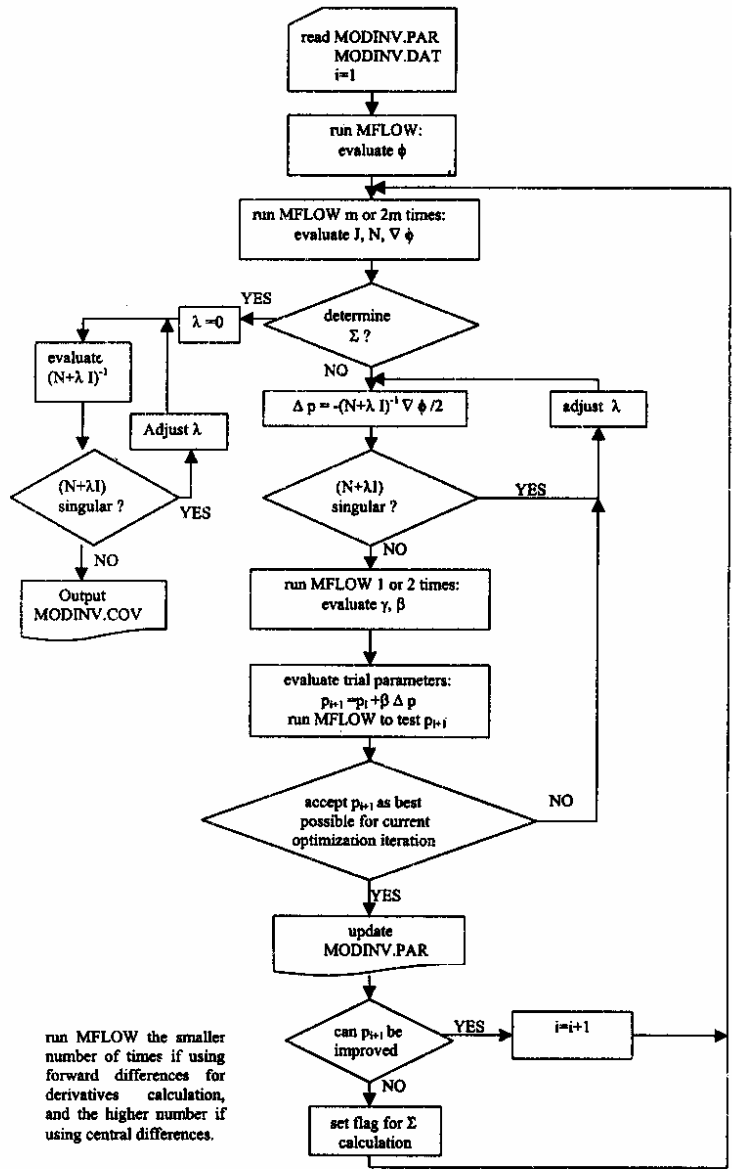 read MODINV.PAR
MODINV.DAT
i=1
run MFLOW:
evaluate ϕ
run MFLOW m or 2m times:
evaluate J, N, ∇ ϕ
determine
Σ ?
YES
λ =0
evaluate
(N+λ I)⁻¹
Adjust λ
(N+λI)
singular ?
YES
NO
Output
MODINV.COV
NO
Δ p = -(N+λ I)⁻¹ ∇ ϕ /2
adjust λ
(N+λI)
singular ?
YES
NO
run MFLOW 1 or 2 times:
evaluate γ, β
evaluate trial parameters:
pᵢ₊₁ =pᵢ +β Δ p
run MFLOW to test pᵢ₊₁
accept pᵢ₊₁ as best
possible for current
optimization iteration
NO
YES
update
MODINV.PAR
can pᵢ₊₁ be
improved
YES
i=i+1
NO
set flag for Σ
calculation
run MFLOW the smaller
number of times if using
forward differences for
derivatives calculation,
and the higher number if
using central differences.